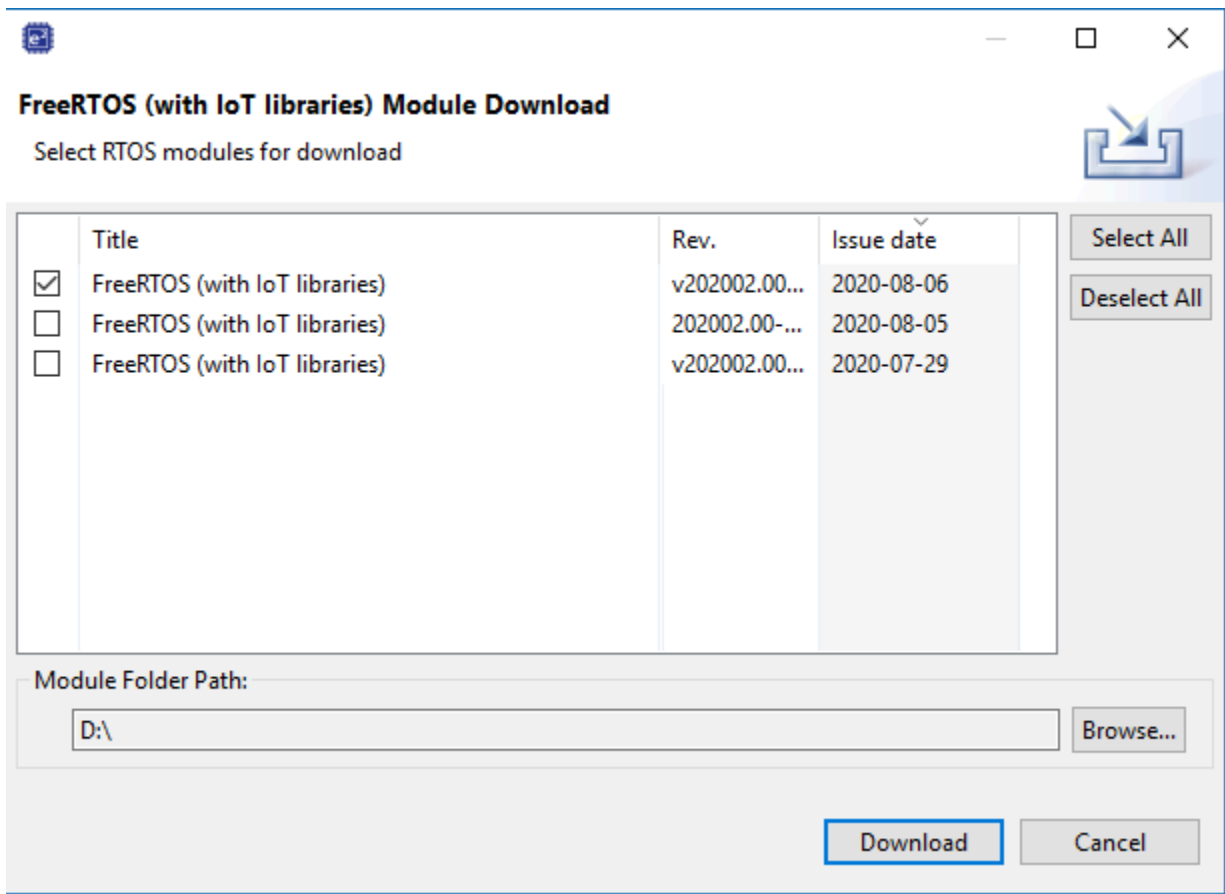 e²
FreeRTOS (with IoT libraries) Module Download
Select RTOS modules for download
Title Rev. Issue date
FreeRTOS (with IoT libraries) v202002.00... 2020-08-06
FreeRTOS (with IoT libraries) 202002.00-... 2020-08-05
FreeRTOS (with IoT libraries) v202002.00... 2020-07-29
Select All
Deselect All
Module Folder Path:
D:\
Browse...
Download Cancel